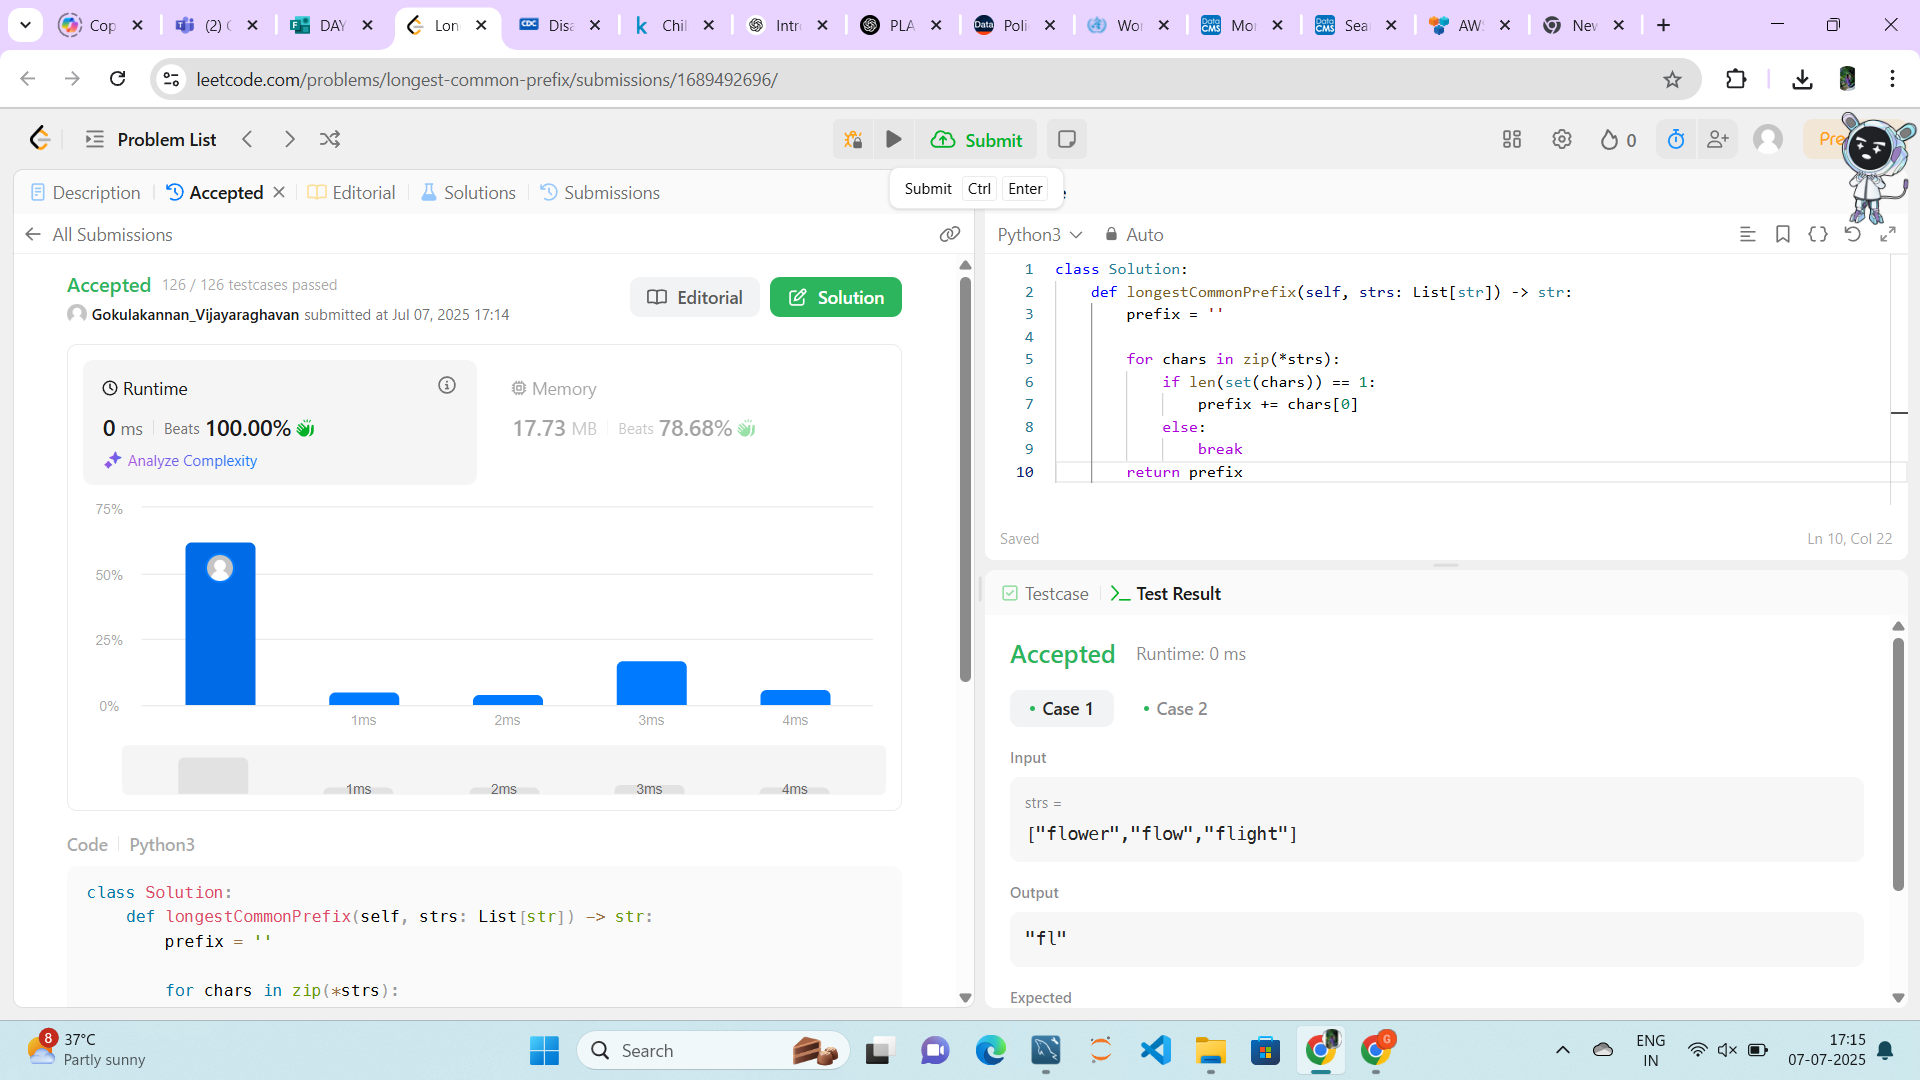 Cop
(2) C
DAY
Lon
Disa
Chil
Intr
PLA
Poli
Wor
Mor
Sear
AWS
New
leetcode.com/problems/longest-common-prefix/submissions/1689492696/
Problem List
Submit
0
Pre
Description
Accepted
Editorial
Solutions
Submissions
Submit Ctrl Enter
All Submissions
Python3
Auto
Accepted 126 / 126 testcases passed
Gokulakannan_Vijayaraghavan submitted at Jul 07, 2025 17:14
Editorial
Solution
Runtime
0 ms Beats 100.00%
Analyze Complexity
Memory
17.73 MB Beats 78.68%
75%
50%
25%
0%
1ms 2ms 3ms 4ms
1ms 2ms 3ms 4ms
Code Python3
class Solution:
def longestCommonPrefix(self, strs: List[str]) -> str:
prefix = ''
for chars in zip(*strs):
1 class Solution:
2 def longestCommonPrefix(self, strs: List[str]) -> str:
3 prefix = ''
4
5 for chars in zip(*strs):
6 if len(set(chars)) == 1:
7 prefix += chars[0]
8 else:
9 break
10 return prefix
Saved
Ln 10, Col 22
Testcase
Test Result
Accepted Runtime: 0 ms
Case 1
Case 2
Input
strs =
["flower","flow","flight"]
Output
"fl"
Expected
8
37°C
Partly sunny
Search
G
ENG
IN
17:15
07-07-2025